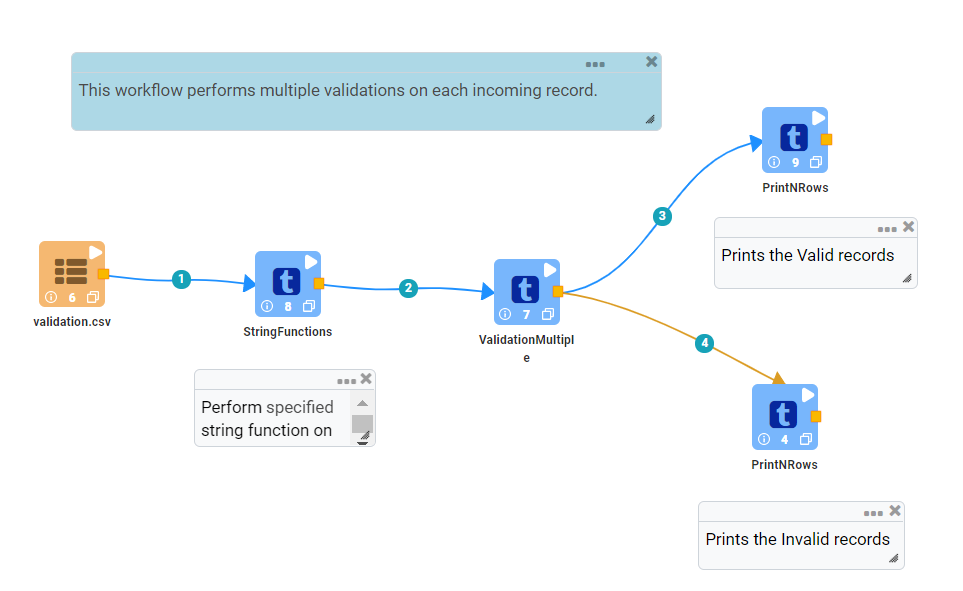 This workflow performs multiple validations on each incoming record.
t
9
PrintNRows
3
Prints the Valid records
6
validation.csv
1
t
8
StringFunctions
2
t
7
ValidationMultipl
e
4
Perform specified
string function on
t
4
PrintNRows
Prints the Invalid records